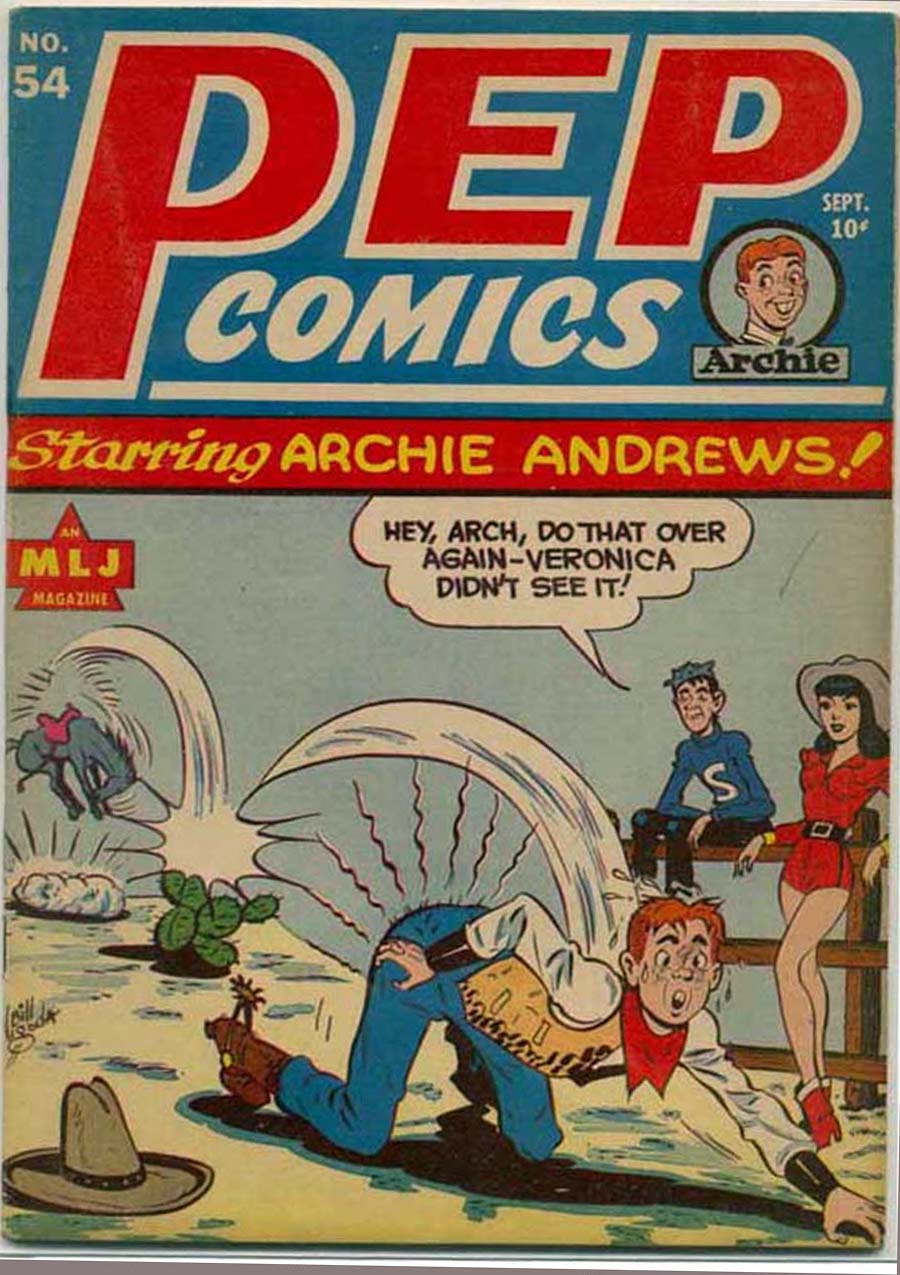 NO.
54
PEP
COMICS
SEPT.
10¢
Archie
Starring ARCHIE ANDREWS!
AN
MLJ
MAGAZINE
HEY, ARCH, DO THAT OVER
AGAIN-VERONICA
DIDN'T SEE IT!
S
Bill